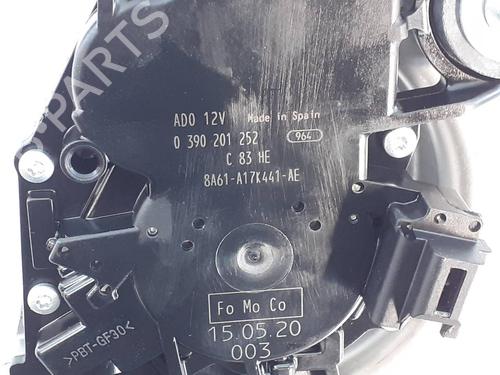 ADO 12V Made in Spain
0 390 201 252 964
C 83 HE
8A61-A17K441-AE
Fo Mo Co
15.05.20
003
>PBT-GF30<